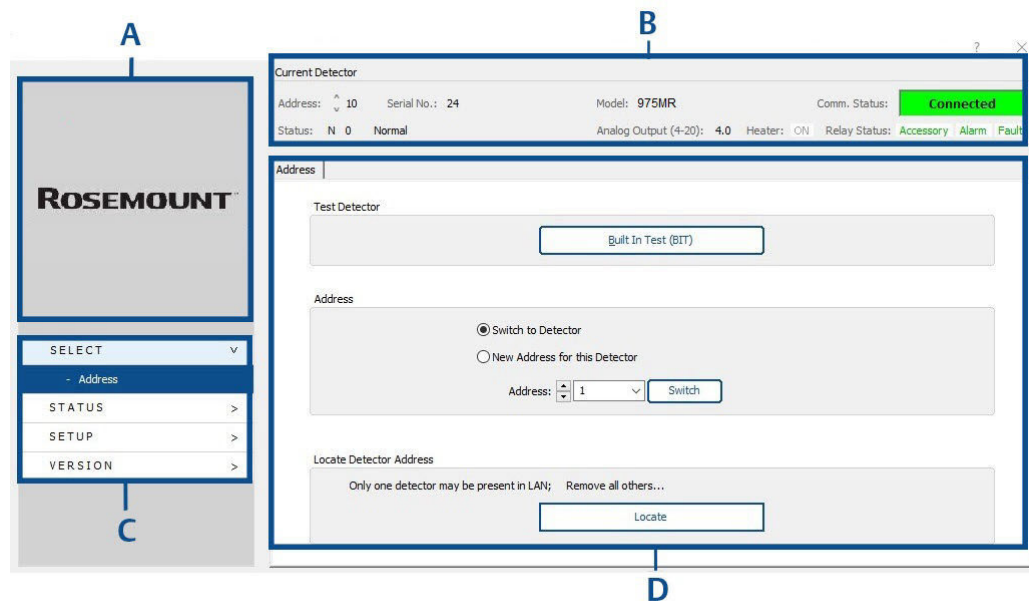 A
B
? ×
Current Detector
Address: 10 Serial No.: 24 Model: 975MR Comm. Status: Connected
Status: N 0 Normal Analog Output (4-20): 4.0 Heater: ON Relay Status: Accessory Alarm Fault
ROSEMOUNT
Address
Test Detector
Built In Test (BIT)
Address
Switch to Detector
New Address for this Detector
Address: 1 Switch
Locate Detector Address
Only one detector may be present in LAN; Remove all others...
Locate
SELECT ˅
- Address
STATUS >
SETUP >
VERSION >
C
D